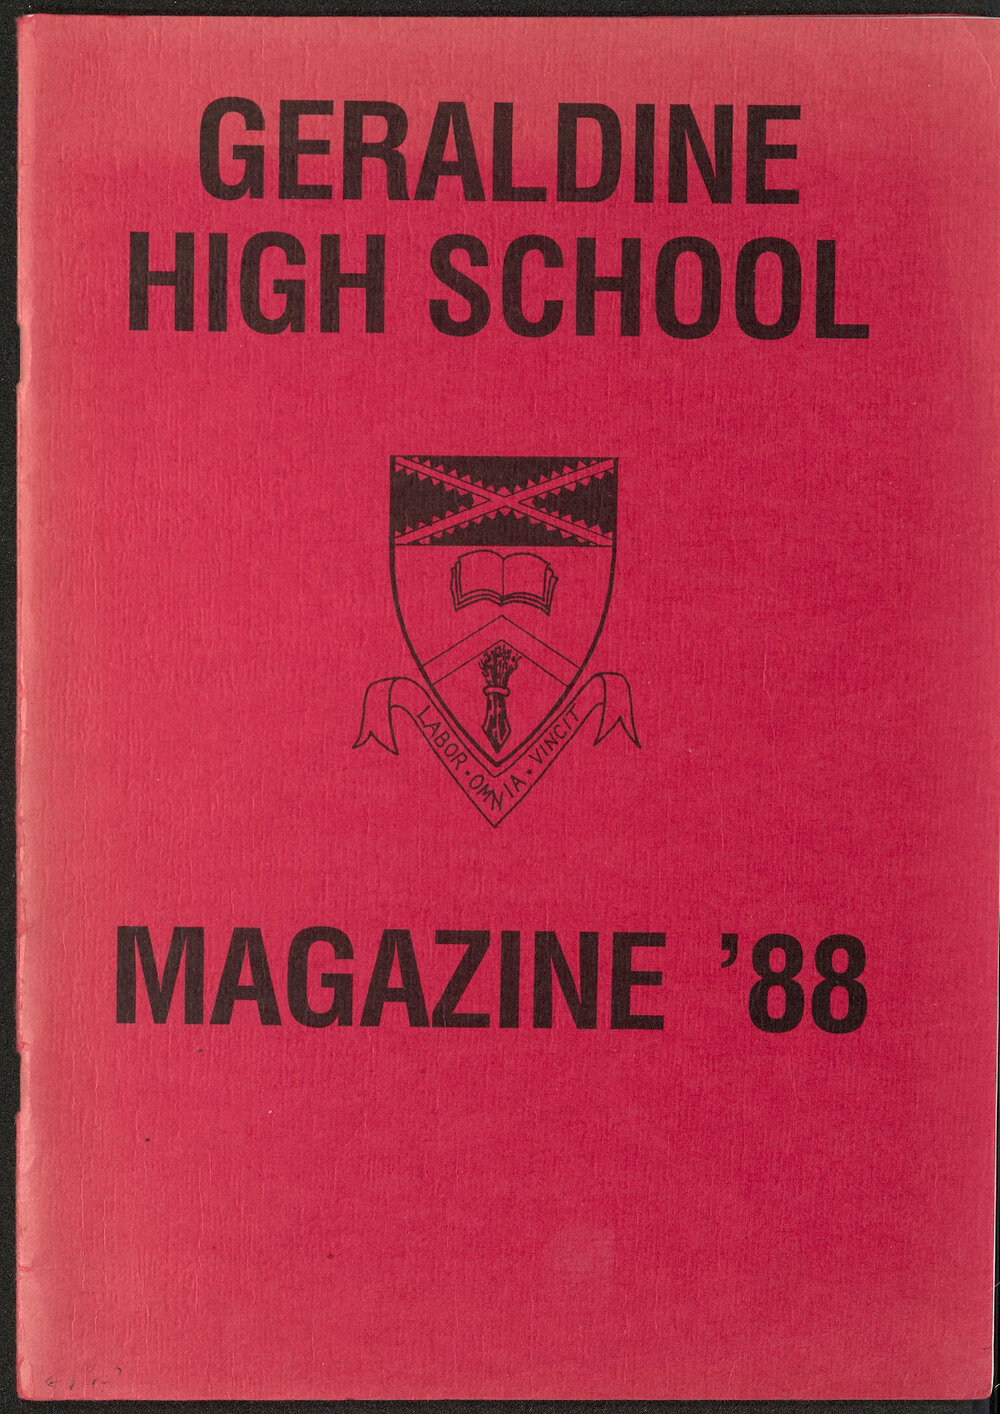 GERALDINE
HIGH SCHOOL
LABOR · OMNIA · VINCIT
MAGAZINE ’88